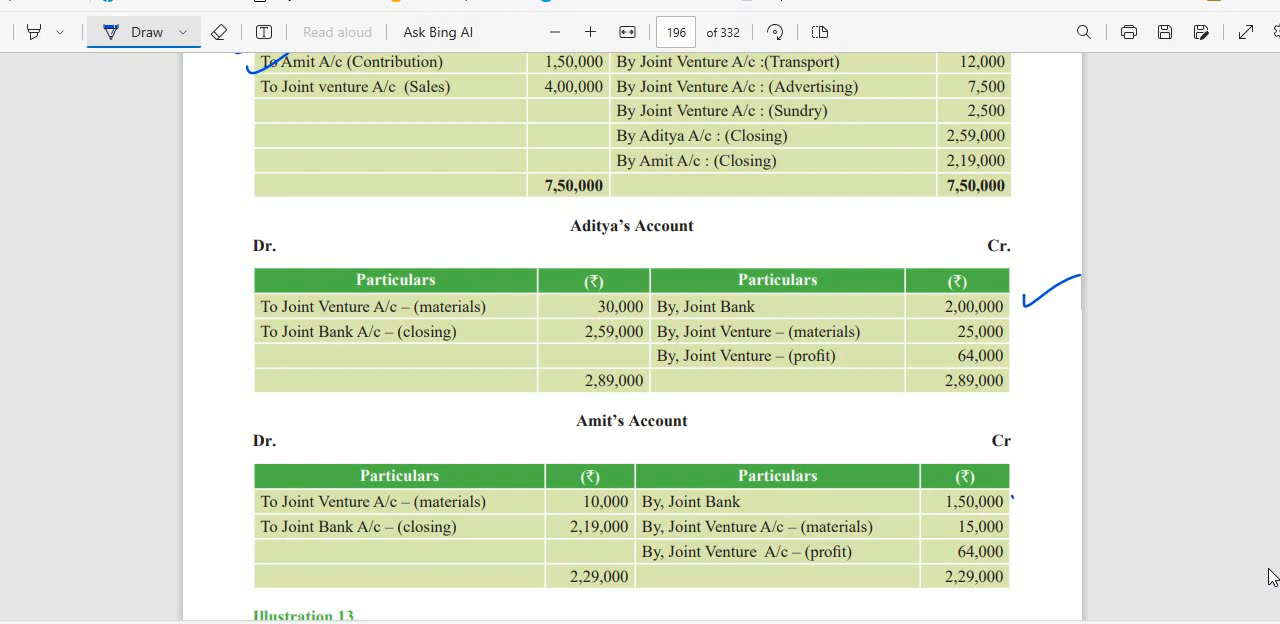 Draw
Read aloud
Ask Bing AI
196 of 332
To Amit A/c (Contribution) 1,50,000 By Joint Venture A/c :(Transport) 12,000
To Joint venture A/c (Sales) 4,00,000 By Joint Venture A/c : (Advertising) 7,500
By Joint Venture A/c : (Sundry) 2,500
By Aditya A/c : (Closing) 2,59,000
By Amit A/c : (Closing) 2,19,000
7,50,000 7,50,000
Aditya's Account
Dr. Cr.
Particulars (₹) Particulars (₹)
To Joint Venture A/c – (materials) 30,000 By, Joint Bank 2,00,000
To Joint Bank A/c – (closing) 2,59,000 By, Joint Venture – (materials) 25,000
By, Joint Venture – (profit) 64,000
2,89,000 2,89,000
Amit's Account
Dr. Cr
Particulars (₹) Particulars (₹)
To Joint Venture A/c – (materials) 10,000 By, Joint Bank 1,50,000
To Joint Bank A/c – (closing) 2,19,000 By, Joint Venture A/c – (materials) 15,000
By, Joint Venture A/c – (profit) 64,000
2,29,000 2,29,000
Illustration 13